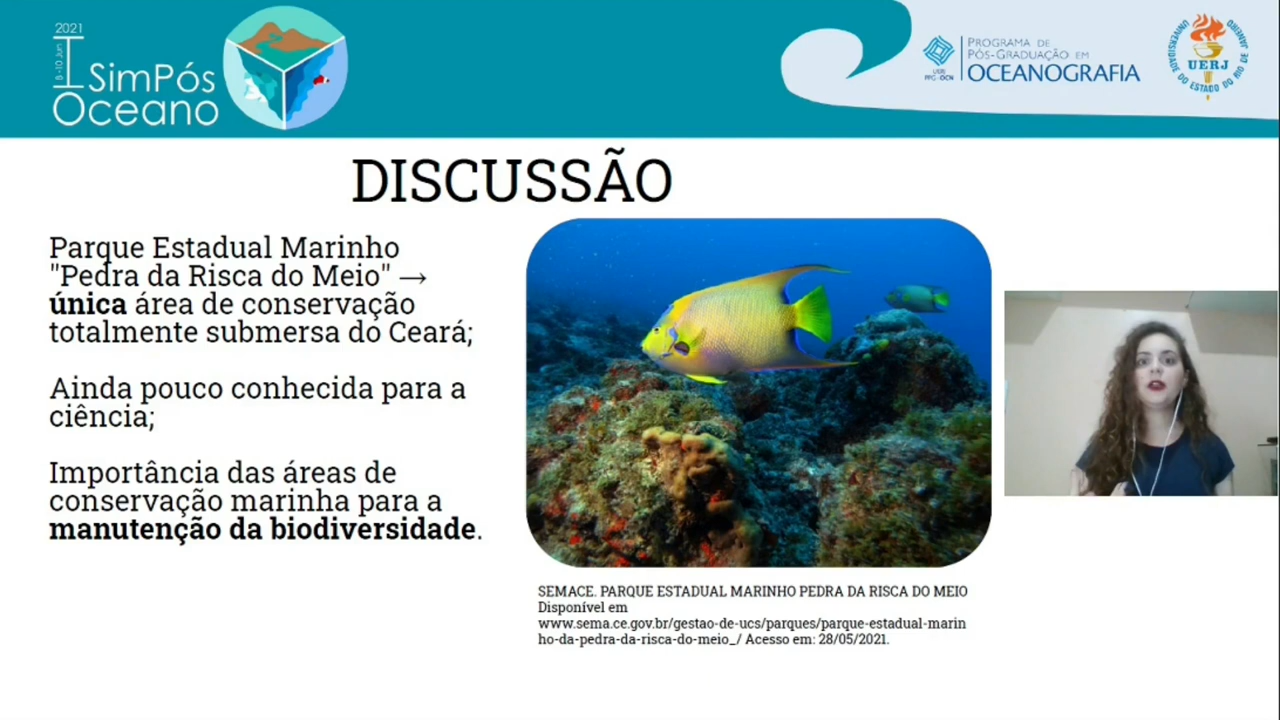 2021
I
8-10 Jun
SimPós
Oceano
UERJ
PPG-OCN
PROGRAMA DE
PÓS-GRADUAÇÃO EM
OCEANOGRAFIA
UNIVERSIDADE DO ESTADO DO RIO DE JANEIRO
UERJ
DISCUSSÃO
Parque Estadual Marinho
"Pedra da Risca do Meio" →
única área de conservação
totalmente submersa do Ceará;
Ainda pouco conhecida para a
ciência;
Importância das áreas de
conservação marinha para a
manutenção da biodiversidade.
SEMACE. PARQUE ESTADUAL MARINHO PEDRA DA RISCA DO MEIO
Disponível em
www.sema.ce.gov.br/gestao-de-ucs/parques/parque-estadual-marin
ho-da-pedra-da-risca-do-meio_/ Acesso em: 28/05/2021.